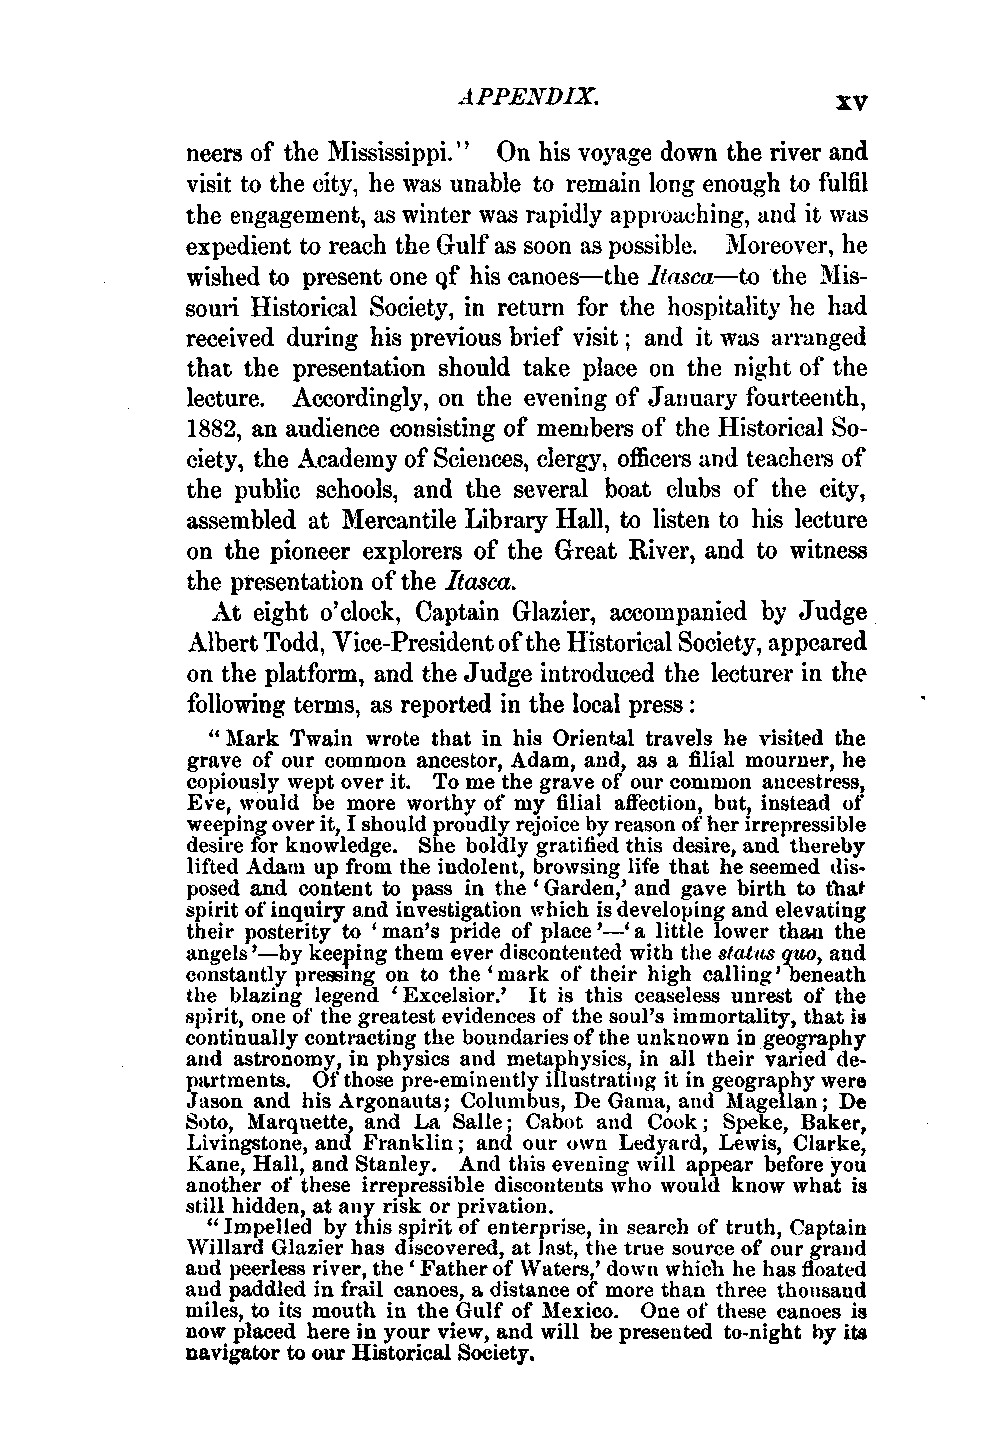 APPENDIX. xv
neers of the Mississippi." On his voyage down the river and
visit to the city, he was unable to remain long enough to fulfil
the engagement, as winter was rapidly approaching, and it was
expedient to reach the Gulf as soon as possible. Moreover, he
wished to present one of his canoes—the Itasca—to the Mis-
souri Historical Society, in return for the hospitality he had
received during his previous brief visit; and it was arranged
that the presentation should take place on the night of the
lecture. Accordingly, on the evening of January fourteenth,
1882, an audience consisting of members of the Historical So-
ciety, the Academy of Sciences, clergy, officers and teachers of
the public schools, and the several boat clubs of the city,
assembled at Mercantile Library Hall, to listen to his lecture
on the pioneer explorers of the Great River, and to witness
the presentation of the Itasca.
At eight o'clock, Captain Glazier, accompanied by Judge
Albert Todd, Vice-President of the Historical Society, appeared
on the platform, and the Judge introduced the lecturer in the
following terms, as reported in the local press:
"Mark Twain wrote that in his Oriental travels he visited the
grave of our common ancestor, Adam, and, as a filial mourner, he
copiously wept over it. To me the grave of our common ancestress,
Eve, would be more worthy of my filial affection, but, instead of
weeping over it, I should proudly rejoice by reason of her irrepressible
desire for knowledge. She boldly gratified this desire, and thereby
lifted Adam up from the indolent, browsing life that he seemed dis-
posed and content to pass in the 'Garden,' and gave birth to that
spirit of inquiry and investigation which is developing and elevating
their posterity to 'man's pride of place'—'a little lower than the
angels'—by keeping them ever discontented with the status quo, and
constantly pressing on to the 'mark of their high calling' beneath
the blazing legend 'Excelsior.' It is this ceaseless unrest of the
spirit, one of the greatest evidences of the soul's immortality, that is
continually contracting the boundaries of the unknown in geography
and astronomy, in physics and metaphysics, in all their varied de-
partments. Of those pre-eminently illustrating it in geography were
Jason and his Argonauts; Columbus, De Gama, and Magellan; De
Soto, Marquette, and La Salle; Cabot and Cook; Speke, Baker,
Livingstone, and Franklin; and our own Ledyard, Lewis, Clarke,
Kane, Hall, and Stanley. And this evening will appear before you
another of these irrepressible discontents who would know what is
still hidden, at any risk or privation.
"Impelled by this spirit of enterprise, in search of truth, Captain
Willard Glazier has discovered, at last, the true source of our grand
and peerless river, the 'Father of Waters,' down which he has floated
and paddled in frail canoes, a distance of more than three thousand
miles, to its mouth in the Gulf of Mexico. One of these canoes is
now placed here in your view, and will be presented to-night by its
navigator to our Historical Society.